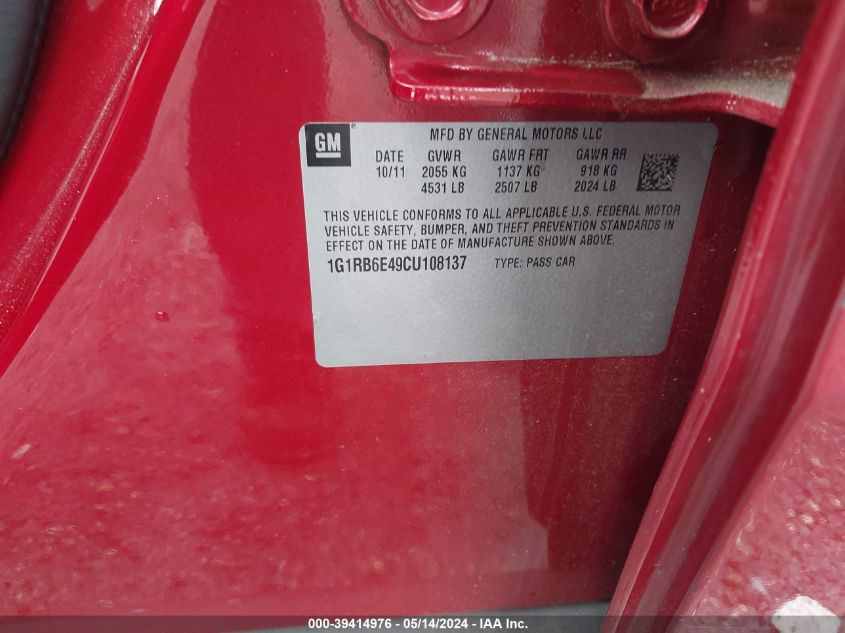 GM
MFD BY GENERAL MOTORS LLC
DATE GVWR GAWR FRT GAWR RR
10/11 2055 KG 1137 KG 918 KG
4531 LB 2507 LB 2024 LB
THIS VEHICLE CONFORMS TO ALL APPLICABLE U.S. FEDERAL MOTOR
VEHICLE SAFETY, BUMPER, AND THEFT PREVENTION STANDARDS IN
EFFECT ON THE DATE OF MANUFACTURE SHOWN ABOVE.
1G1RB6E49CU108137 TYPE: PASS CAR
000-39414976 - 05/14/2024 - IAA Inc.